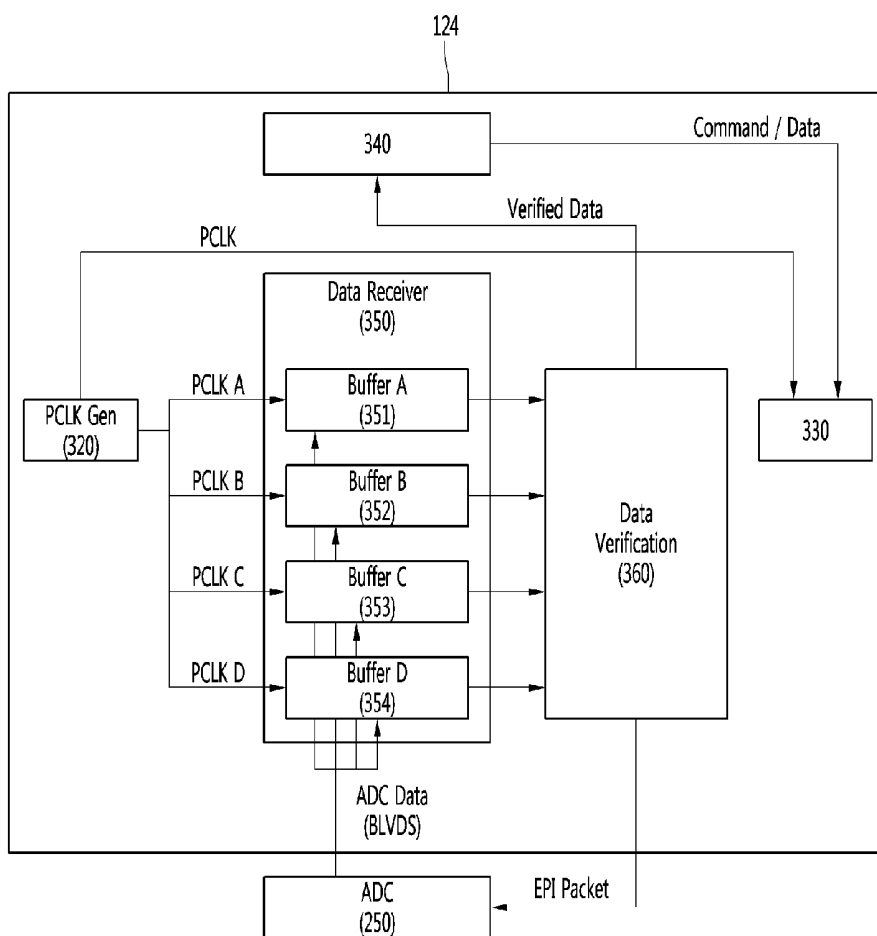 124
340
Command / Data
Verified Data
PCLK
Data Receiver
(350)
PCLK A
Buffer A
(351)
PCLK Gen
(320)
330
PCLK B
Buffer B
(352)
Data
Verification
(360)
PCLK C
Buffer C
(353)
PCLK D
Buffer D
(354)
ADC Data
(BLVDS)
ADC
(250)
EPI Packet